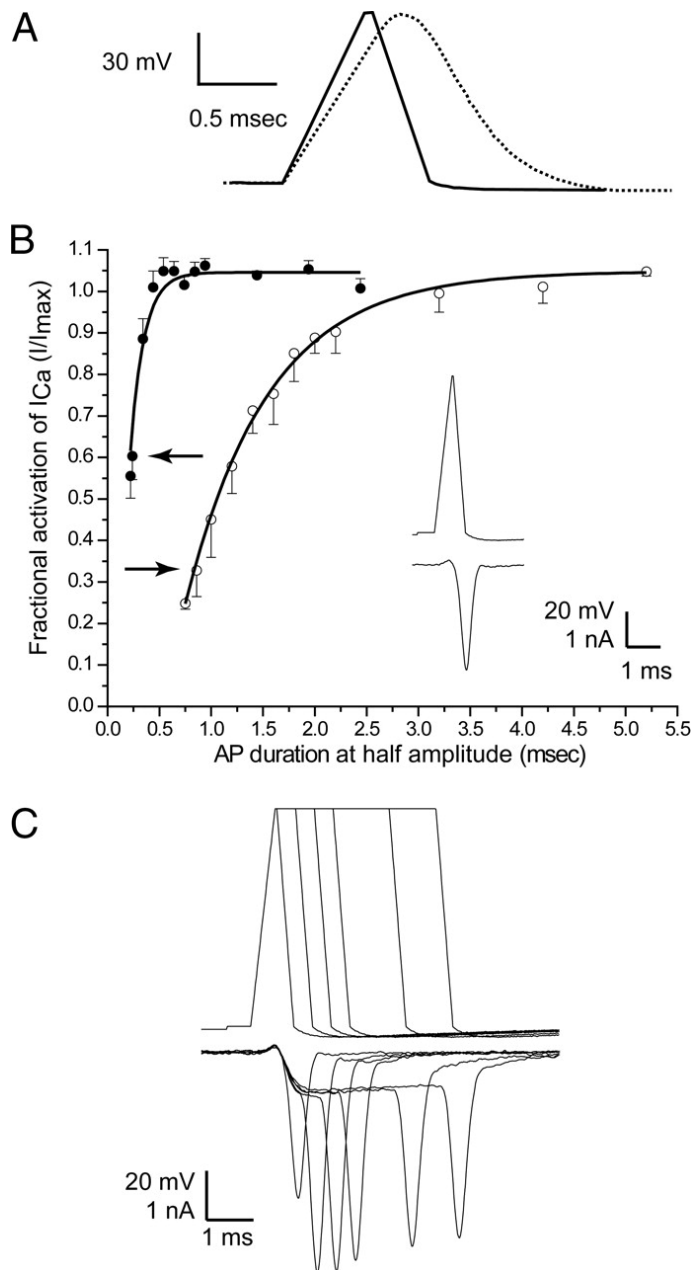 A
30 mV
0.5 msec
B
Fractional activation of ICa (I/Imax)
1.1
1.0
0.9
0.8
0.7
0.6
0.5
0.4
0.3
0.2
0.1
0.0
20 mV
1 nA
1 ms
0.0 0.5 1.0 1.5 2.0 2.5 3.0 3.5 4.0 4.5 5.0 5.5
AP duration at half amplitude (msec)
C
20 mV
1 nA
1 ms